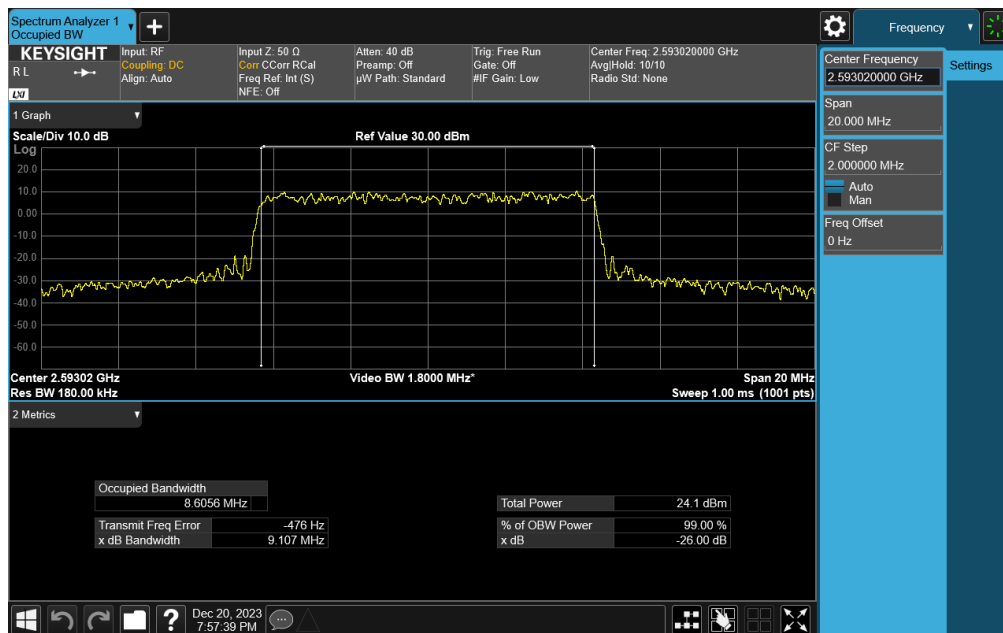 Spectrum Analyzer 1
Occupied BW
Frequency
KEYSIGHT
R L
LXI
Input: RF
Coupling: DC
Align: Auto
Input Z: 50 Ω
Corr CCorr RCal
Freq Ref: Int (S)
NFE: Off
Atten: 40 dB
Preamp: Off
µW Path: Standard
Trig: Free Run
Gate: Off
#IF Gain: Low
Center Freq: 2.593020000 GHz
Avg|Hold: 10/10
Radio Std: None
Center Frequency
2.593020000 GHz
Settings
Span
20.000 MHz
CF Step
2.000000 MHz
Auto
Man
Freq Offset
0 Hz
1 Graph
Scale/Div 10.0 dB
Ref Value 30.00 dBm
Log
20.0
10.0
0.00
-10.0
-20.0
-30.0
-40.0
-50.0
-60.0
Center 2.59302 GHz
Video BW 1.8000 MHz*
Span 20 MHz
Res BW 180.00 kHz
Sweep 1.00 ms (1001 pts)
2 Metrics
Occupied Bandwidth
8.6056 MHz
Total Power 24.1 dBm
Transmit Freq Error -476 Hz
% of OBW Power 99.00 %
x dB Bandwidth 9.107 MHz
x dB -26.00 dB
?
Dec 20, 2023
7:57:39 PM